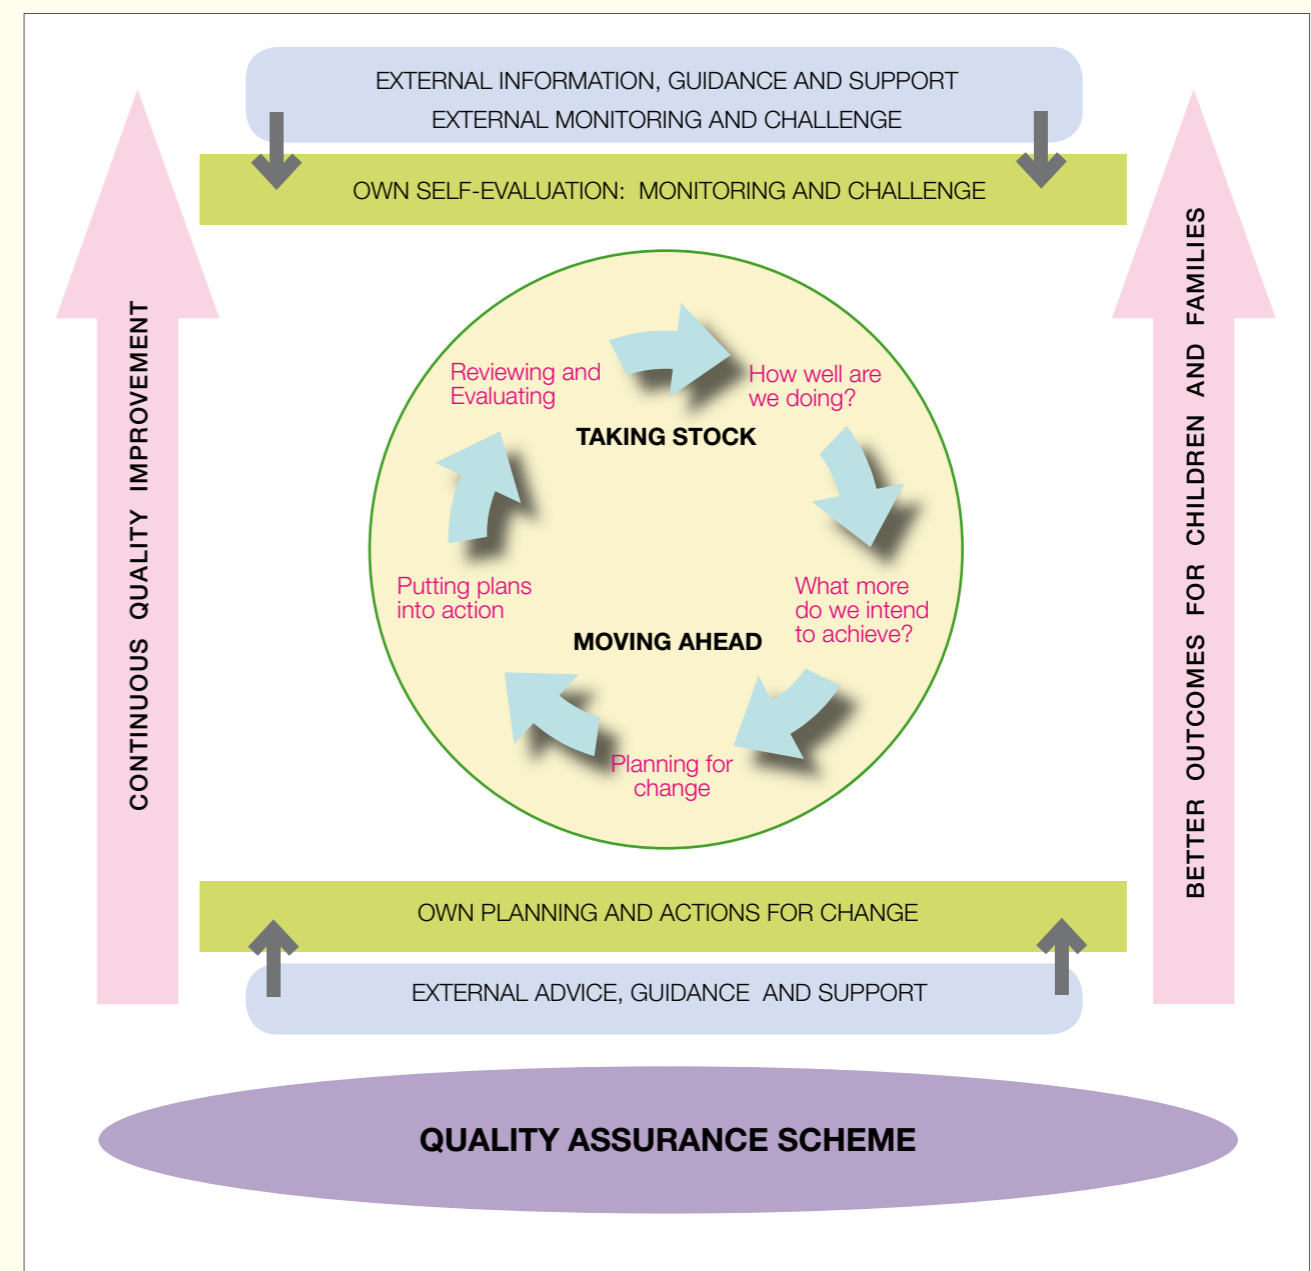 EXTERNAL INFORMATION, GUIDANCE AND SUPPORT
EXTERNAL MONITORING AND CHALLENGE
OWN SELF-EVALUATION: MONITORING AND CHALLENGE
CONTINUOUS QUALITY IMPROVEMENT
BETTER OUTCOMES FOR CHILDREN AND FAMILIES
Reviewing and
Evaluating
How well are
we doing?
TAKING STOCK
Putting plans
into action
What more
do we intend
to achieve?
MOVING AHEAD
Planning for
change
OWN PLANNING AND ACTIONS FOR CHANGE
EXTERNAL ADVICE, GUIDANCE AND SUPPORT
QUALITY ASSURANCE SCHEME